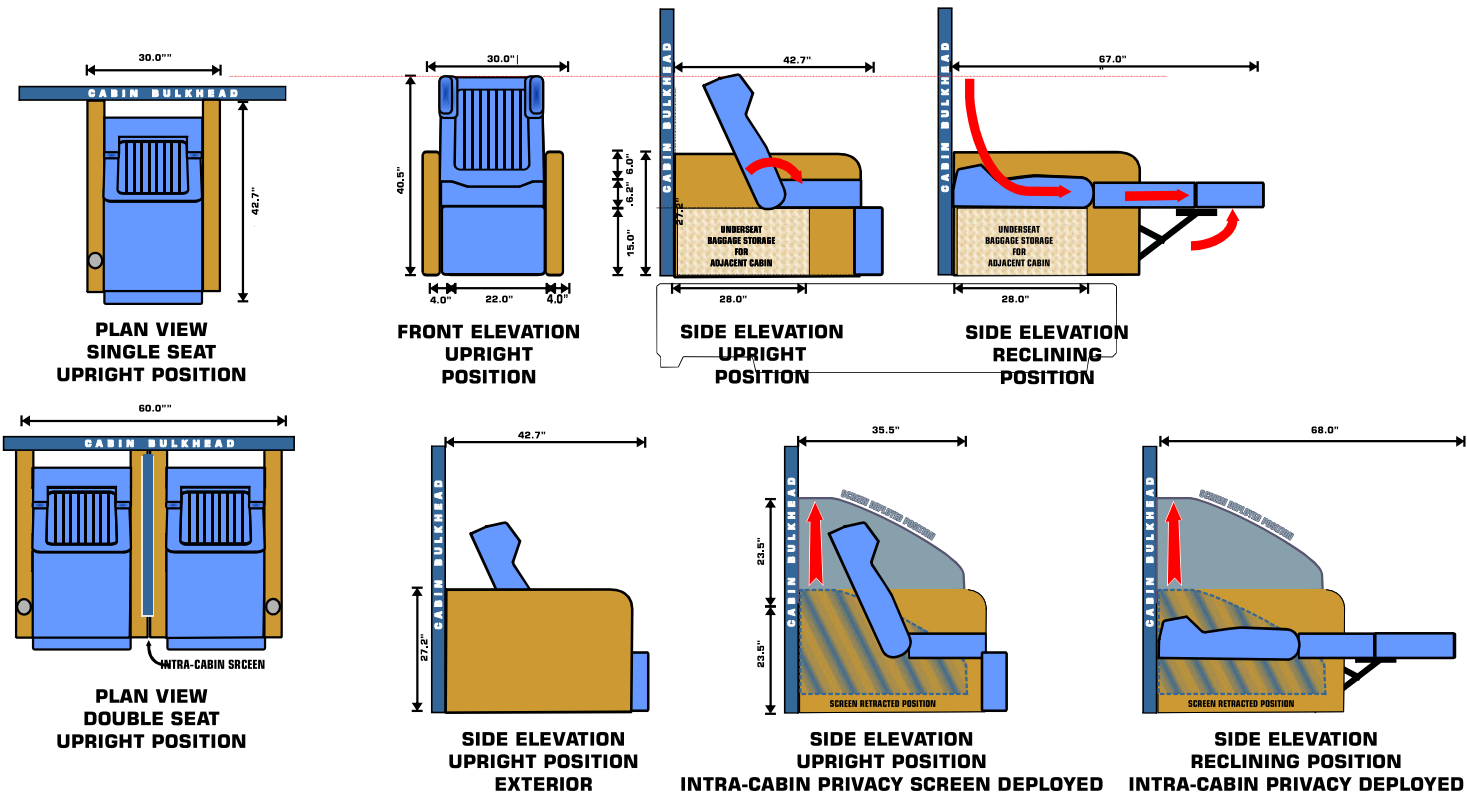 30.0""
CABIN BULKHEAD
42.7"
PLAN VIEW
SINGLE SEAT
UPRIGHT POSITION
30.0"
40.5"
4.0"
22.0"
4.0"
FRONT ELEVATION
UPRIGHT
POSITION
42.7"
CABIN BULKHEAD
6.0"
6.2"
15.0"
27.2"
UNDERSEAT
BAGGAGE STORAGE
FOR
ADJACENT CABIN
28.0"
SIDE ELEVATION
UPRIGHT
POSITION
67.0"
"
CABIN BULKHEAD
UNDERSEAT
BAGGAGE STORAGE
FOR
ADJACENT CABIN
28.0"
SIDE ELEVATION
RECLINING
POSITION
60.0""
CABIN BULKHEAD
INTRA-CABIN SRCEEN
PLAN VIEW
DOUBLE SEAT
UPRIGHT POSITION
42.7"
CABIN BULKHEAD
27.2"
SIDE ELEVATION
UPRIGHT POSITION
EXTERIOR
35.5"
CABIN BULKHEAD
SCREEN DEPLOYED POSITION
23.5"
23.5"
SCREEN RETRACTED POSITION
SIDE ELEVATION
UPRIGHT POSITION
INTRA-CABIN PRIVACY SCREEN DEPLOYED
68.0"
CABIN BULKHEAD
SCREEN DEPLOYED POSITION
SCREEN RETRACTED POSITION
SIDE ELEVATION
RECLINING POSITION
INTRA-CABIN PRIVACY DEPLOYED